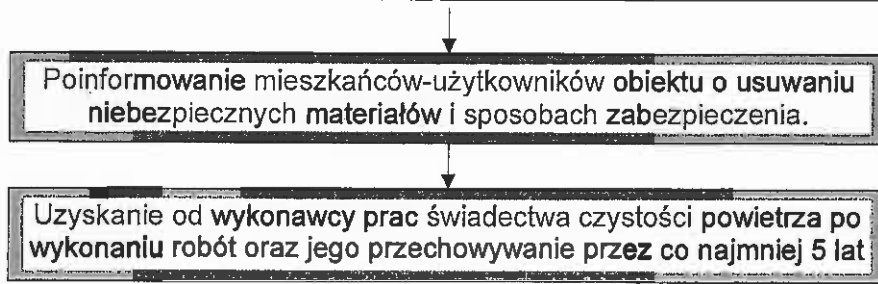 Poinformowanie mieszkańców-użytkowników obiektu o usuwaniu
niebezpiecznych materiałów i sposobach zabezpieczenia.
Uzyskanie od wykonawcy prac świadectwa czystości powietrza po
wykonaniu robót oraz jego przechowywanie przez co najmniej 5 lat